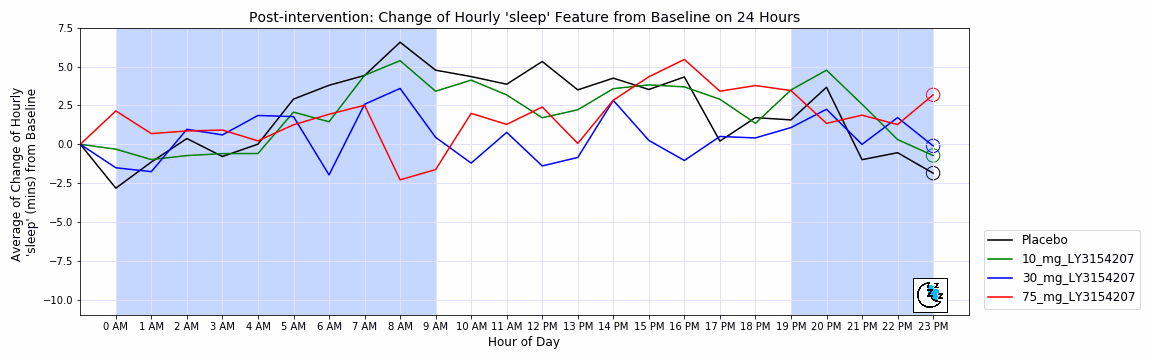 Post-intervention: Change of Hourly 'sleep' Feature from Baseline on 24 Hours
Average of Change of Hourly
'sleep' (mins) from Baseline
7.5
5.0
2.5
0.0
−2.5
−5.0
−7.5
−10.0
0 AM 1 AM 2 AM 3 AM 4 AM 5 AM 6 AM 7 AM 8 AM 9 AM 10 AM 11 AM 12 PM 13 PM 14 PM 15 PM 16 PM 17 PM 18 PM 19 PM 20 PM 21 PM 22 PM 23 PM
Hour of Day
Placebo
10_mg_LY3154207
30_mg_LY3154207
75_mg_LY3154207
z z z z